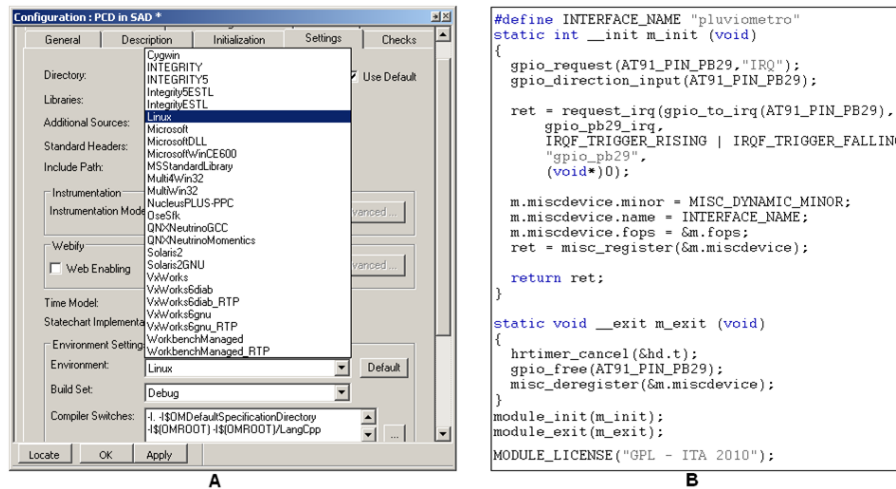 Configuration : PCD in SAD *
General
Description
Initialization
Settings
Checks
Directory:
Use Default
Libraries:
Additional Sources:
Standard Headers:
Include Path:
Instrumentation
Instrumentation Mode
vanced ...
Webify
Web Enabling
vanced ...
Time Model:
Statechart Implementa
Environment Setting
Environment:
Linux
Default
Build Set:
Debug
Compiler Switches:
-I. -I$OMDefaultSpecificationDirectory
-I$(OMROOT) -I$(OMROOT)/LangCpp
...
Cygwin
INTEGRITY
INTEGRITY5
Integrity5ESTL
IntegrityESTL
Linux
Microsoft
MicrosoftDLL
MicrosoftWinCE600
MSStandardLibrary
Multi4Win32
MultiWin32
NucleusPLUS-PPC
OseSfk
QNXNeutrinoGCC
QNXNeutrinoMomentics
Solaris2
Solaris2GNU
VxWorks
VxWorks6diab
VxWorks6diab_RTP
VxWorks6gnu
VxWorks6gnu_RTP
WorkbenchManaged
WorkbenchManaged_RTP
Locate
OK
Apply
A
#define INTERFACE_NAME "pluviometro"
static int __init m_init (void)
{
gpio_request(AT91_PIN_PB29,"IRQ");
gpio_direction_input(AT91_PIN_PB29);
ret = request_irq(gpio_to_irq(AT91_PIN_PB29),
gpio_pb29_irq,
IRQF_TRIGGER_RISING | IRQF_TRIGGER_FALLING
"gpio_pb29",
(void*)0);
m.miscdevice.minor = MISC_DYNAMIC_MINOR;
m.miscdevice.name = INTERFACE_NAME;
m.miscdevice.fops = &m.fops;
ret = misc_register(&m.miscdevice);
return ret;
}
static void __exit m_exit (void)
{
hrtimer_cancel(&hd.t);
gpio_free(AT91_PIN_PB29);
misc_deregister(&m.miscdevice);
}
module_init(m_init);
module_exit(m_exit);
MODULE_LICENSE("GPL - ITA 2010");
B